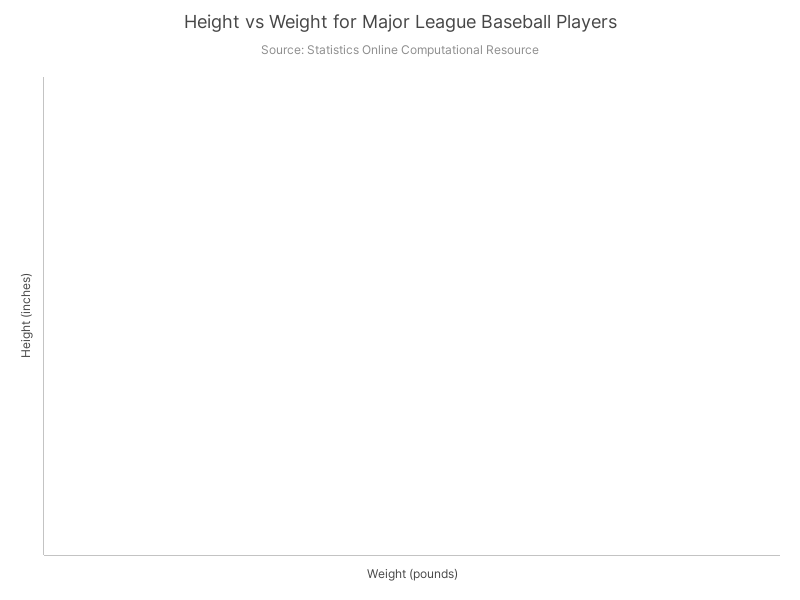 Height vs Weight for Major League Baseball Players
Source: Statistics Online Computational Resource
Height (inches)
Weight (pounds)